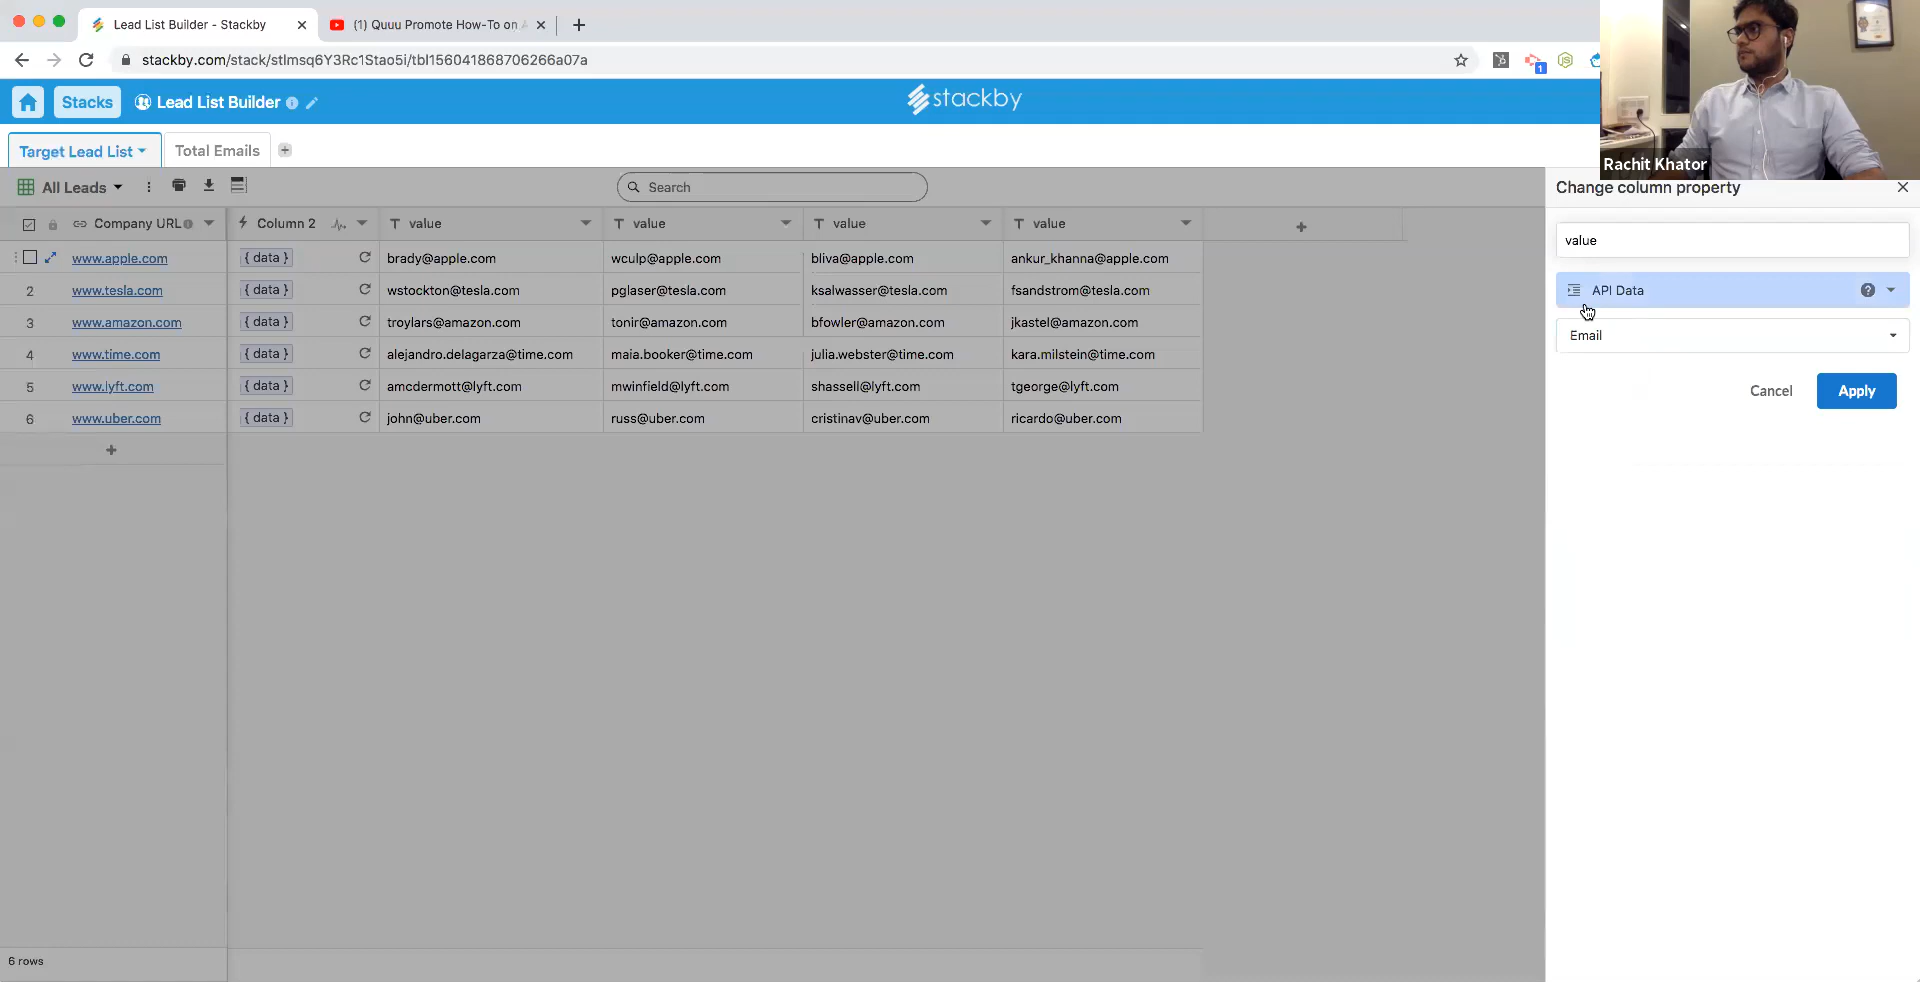 Lead List Builder - Stackby
(1) Quuu Promote How-To on
stackby.com/stack/stImsq6Y3Rc1Stao5i/tbl156041868706266a07a
1
Stacks
Lead List Builder
stackby
Target Lead List
Total Emails
Rachit Khator
All Leads
Search
Change column property
Company URL
Column 2
value
value
value
value
value
{ data }
www.apple.com
brady@apple.com
wculp@apple.com
bliva@apple.com
ankur_khanna@apple.com
2
www.tesla.com
{ data }
wstockton@tesla.com
pglaser@tesla.com
ksalwasser@tesla.com
fsandstrom@tesla.com
API Data
3
www.amazon.com
{ data }
troylars@amazon.com
tonir@amazon.com
bfowler@amazon.com
jkastel@amazon.com
Email
4
www.time.com
{ data }
alejandro.delagarza@time.com
maia.booker@time.com
julia.webster@time.com
kara.milstein@time.com
5
www.lyft.com
{ data }
amcdermott@lyft.com
mwinfield@lyft.com
shassell@lyft.com
tgeorge@lyft.com
Cancel
Apply
6
www.uber.com
{ data }
john@uber.com
russ@uber.com
cristinav@uber.com
ricardo@uber.com
6 rows